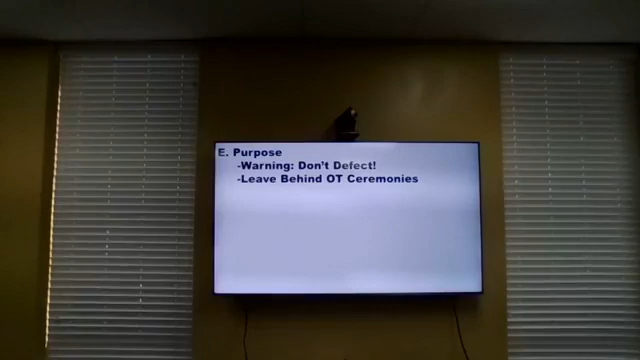 E. Purpose
-Warning: Don't Defect!
-Leave Behind OT Ceremonies